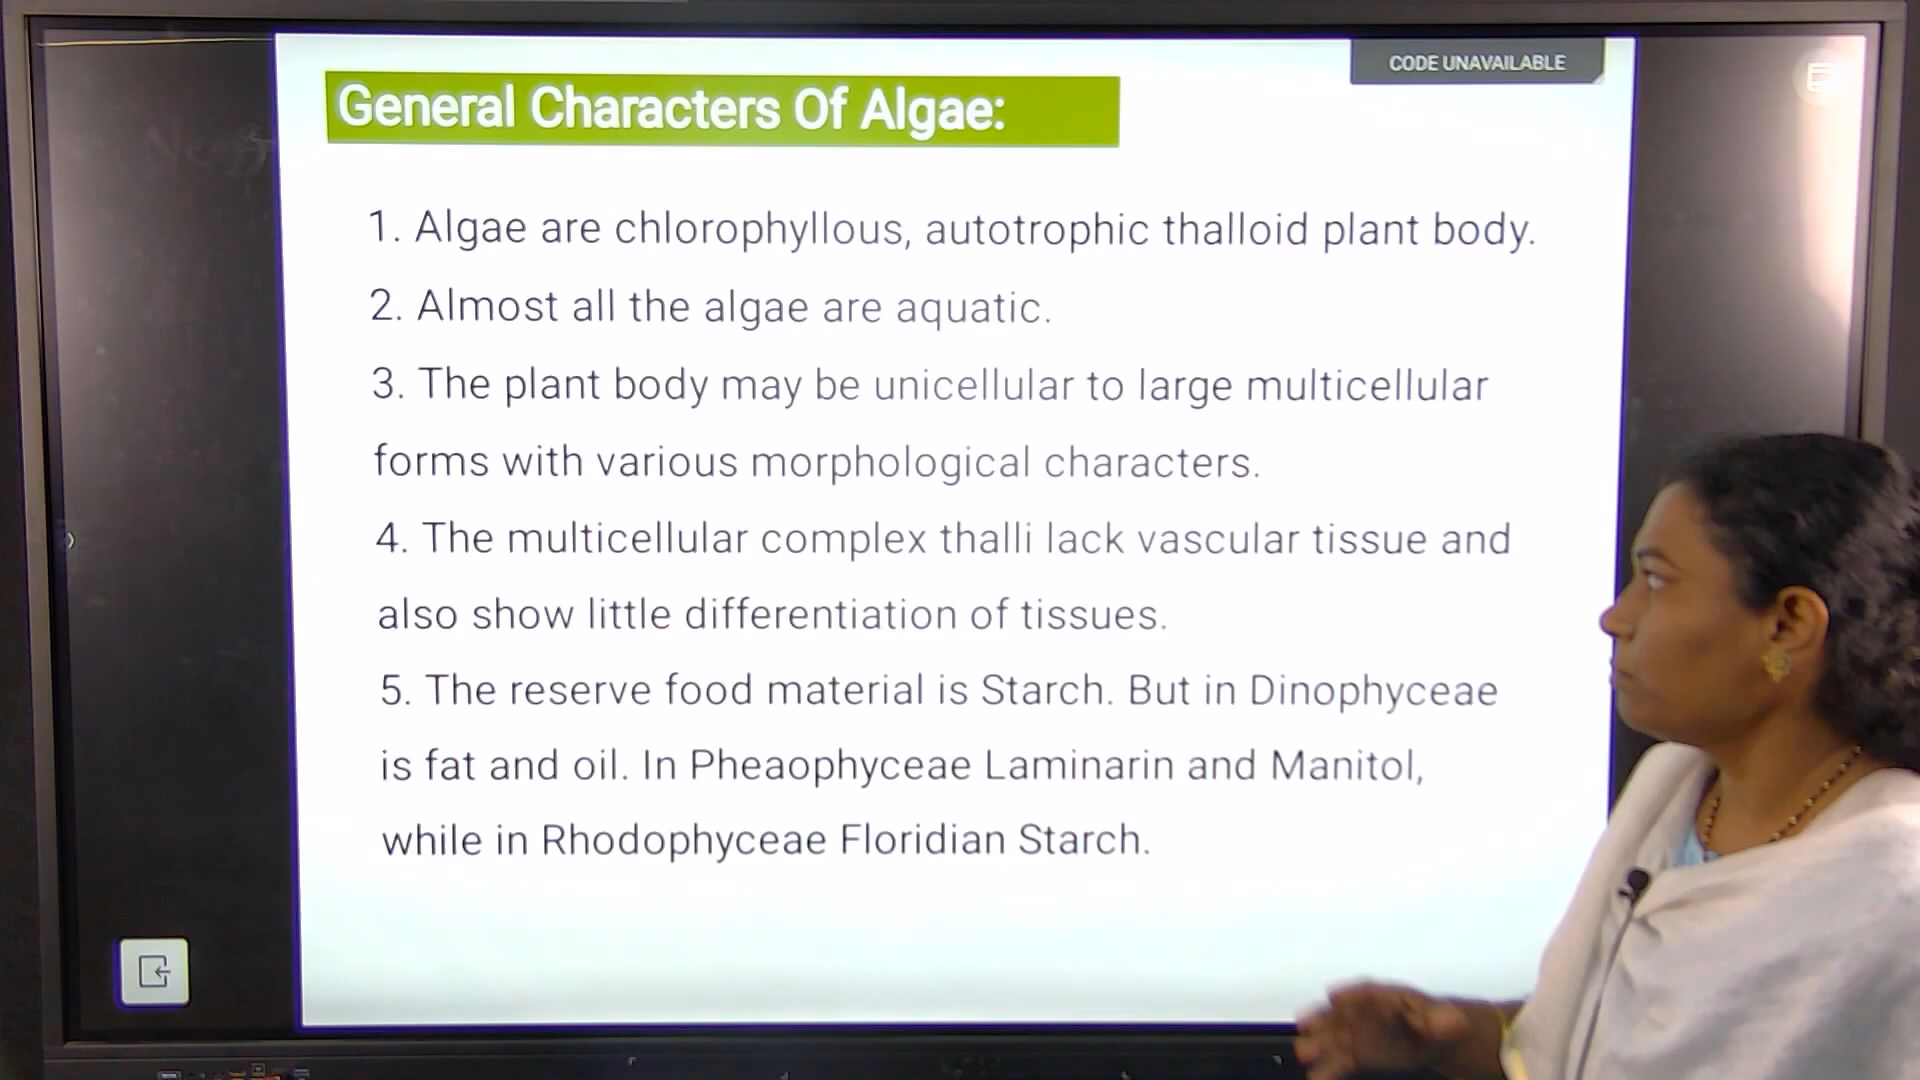 CODE UNAVAILABLE
General Characters Of Algae:
1. Algae are chlorophyllous, autotrophic thalloid plant body.
2. Almost all the algae are aquatic.
3. The plant body may be unicellular to large multicellular
forms with various morphological characters.
4. The multicellular complex thalli lack vascular tissue and
also show little differentiation of tissues.
5. The reserve food material is Starch. But in Dinophyceae
is fat and oil. In Pheaophyceae Laminarin and Manitol,
while in Rhodophyceae Floridian Starch.